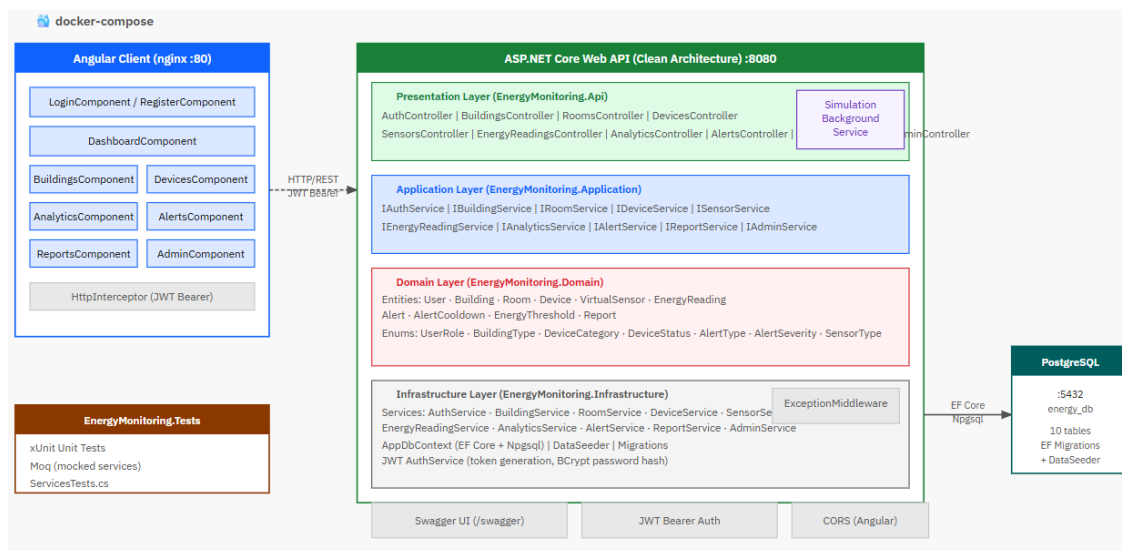 docker-compose
Angular Client (nginx :80)
LoginComponent / RegisterComponent
DashboardComponent
BuildingsComponent
DevicesComponent
AnalyticsComponent
AlertsComponent
ReportsComponent
AdminComponent
HttpInterceptor (JWT Bearer)
EnergyMonitoring.Tests
xUnit Unit Tests
Moq (mocked services)
ServicesTests.cs
HTTP/REST
JWT Bearer
ASP.NET Core Web API (Clean Architecture) :8080
Presentation Layer (EnergyMonitoring.Api)
AuthController | BuildingsController | RoomsController | DevicesController
SensorsController | EnergyReadingsController | AnalyticsController | AlertsController |
Simulation
Background
Service
Application Layer (EnergyMonitoring.Application)
IAuthService | IBuildingService | IRoomService | IDeviceService | ISensorService
IEnergyReadingService | IAnalyticsService | IAlertService | IReportService | IAdminService
Domain Layer (EnergyMonitoring.Domain)
Entities: User · Building · Room · Device · VirtualSensor · EnergyReading
Alert · AlertCooldown · EnergyThreshold · Report
Enums: UserRole · BuildingType · DeviceCategory · DeviceStatus · AlertType · AlertSeverity · SensorType
Infrastructure Layer (EnergyMonitoring.Infrastructure)
Services: AuthService · BuildingService · RoomService · DeviceService ·
EnergyReadingService · AnalyticsService · AlertService · ReportService · AdminService
AppDbContext (EF Core + Npgsql) | DataSeeder | Migrations
JWT AuthService (token generation, BCrypt password hash)
ExceptionMiddleware
Swagger UI (/swagger)
JWT Bearer Auth
CORS (Angular)
EF Core
Npgsql
PostgreSQL
:5432
energy_db
10 tables
EF Migrations
+ DataSeeder